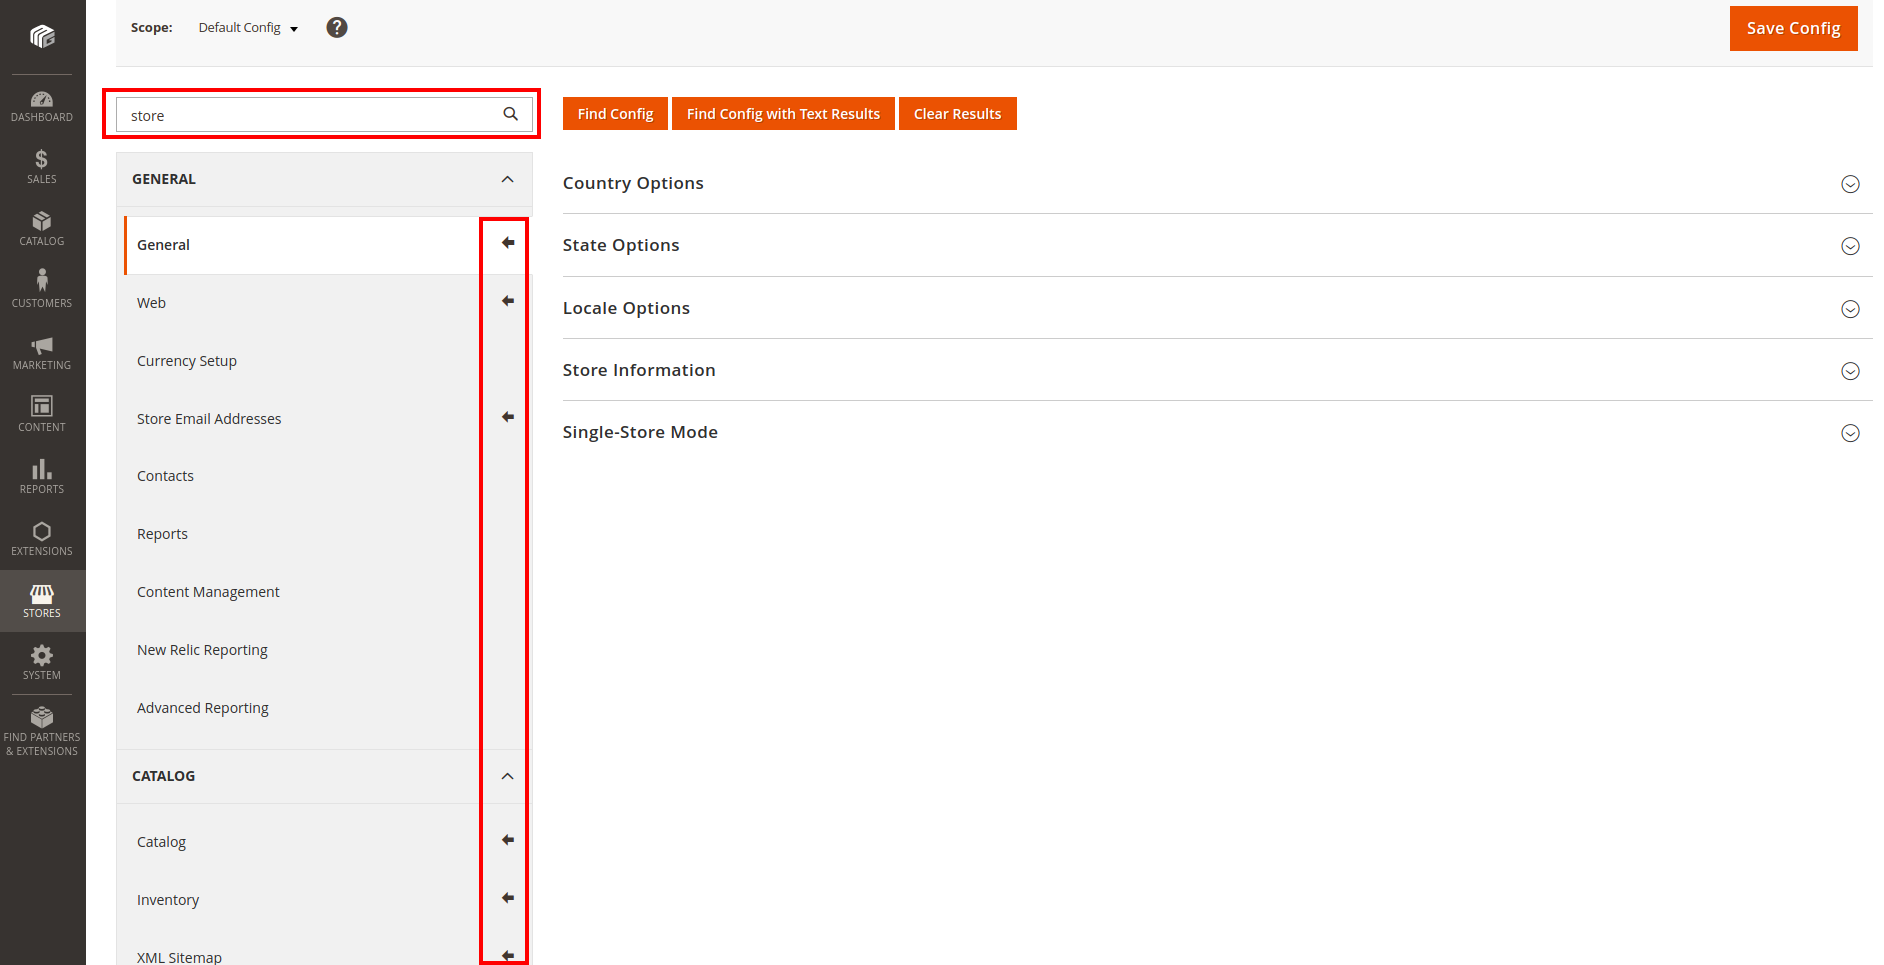 Scope: Default Config
Save Config
store
Find Config
Find Config with Text Results
Clear Results
DASHBOARD
SALES
CATALOG
CUSTOMERS
MARKETING
CONTENT
REPORTS
EXTENSIONS
STORES
SYSTEM
FIND PARTNERS
& EXTENSIONS
GENERAL
General
Web
Currency Setup
Store Email Addresses
Contacts
Reports
Content Management
New Relic Reporting
Advanced Reporting
CATALOG
Catalog
Inventory
XML Sitemap
Country Options
State Options
Locale Options
Store Information
Single-Store Mode